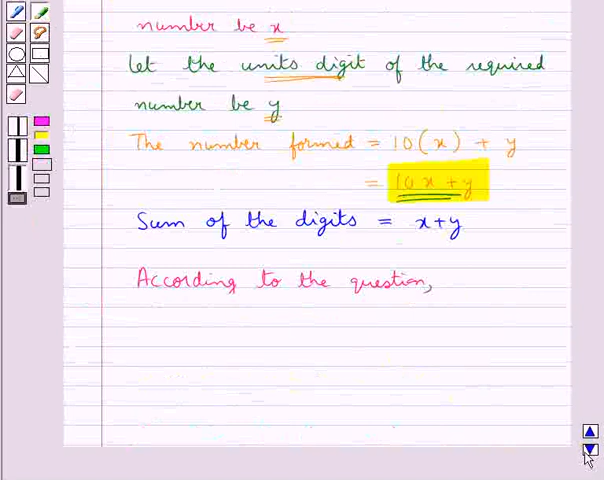 number be x
let the units digit of the required
number be y
The number formed = 10(x) + y
= 10x + y
Sum of the digits = x+y
According to the question,